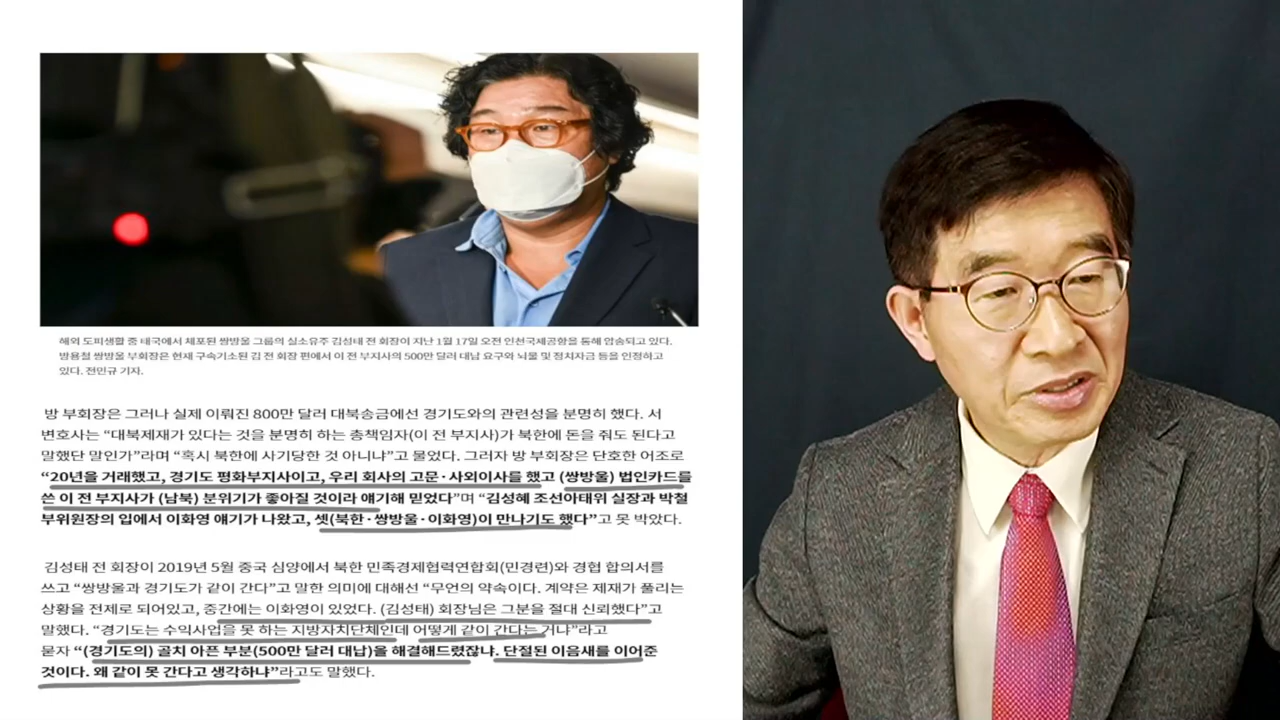 해외 도피생활 중 태국에서 체포된 쌍방울 그룹의 실소유주 김성태 전 회장이 지난 1월 17일 오전 인천국제공항을 통해 압송되고 있다.
방용철 쌍방울 부회장은 현재 구속기소된 김 전 회장 편에서 이 전 부지사의 500만 달러 대납 요구와 뇌물 및 정치자금 등을 인정하고
있다. 전민규 기자.
방 부회장은 그러나 실제 이뤄진 800만 달러 대북송금에선 경기도와의 관련성을 분명히 했다. 서
변호사는 “대북제재가 있다는 것을 분명히 하는 총책임자(이 전 부지사)가 북한에 돈을 줘도 된다고
말했단 말인가”라며 “혹시 북한에 사기당한 것 아니냐”고 물었다. 그러자 방 부회장은 단호한 어조로
“20년을 거래했고, 경기도 평화부지사이고, 우리 회사의 고문·사외이사를 했고 (쌍방울) 법인카드를
쓴 이 전 부지사가 (남북) 분위기가 좋아질 것이라 얘기해 믿었다”며 “김성혜 조선아태위 실장과 박철
부위원장의 입에서 이화영 얘기가 나왔고, 셋(북한·쌍방울·이화영)이 만나기도 했다”고 못 박았다.
김성태 전 회장이 2019년 5월 중국 심양에서 북한 민족경제협력연합회(민경련)와 경협 합의서를
쓰고 “쌍방울과 경기도가 같이 간다”고 말한 의미에 대해선 “무언의 약속이다. 계약은 제재가 풀리는
상황을 전제로 되어있고, 중간에는 이화영이 있었다. (김성태) 회장님은 그분을 절대 신뢰했다”고
말했다. “경기도는 수익사업을 못 하는 지방자치단체인데 어떻게 같이 간다는 거냐”라고
묻자 “(경기도의) 골치 아픈 부분(500만 달러 대납)을 해결해드렸잖냐. 단절된 이음새를 이어준
것이다. 왜 같이 못 간다고 생각하냐”라고도 말했다.